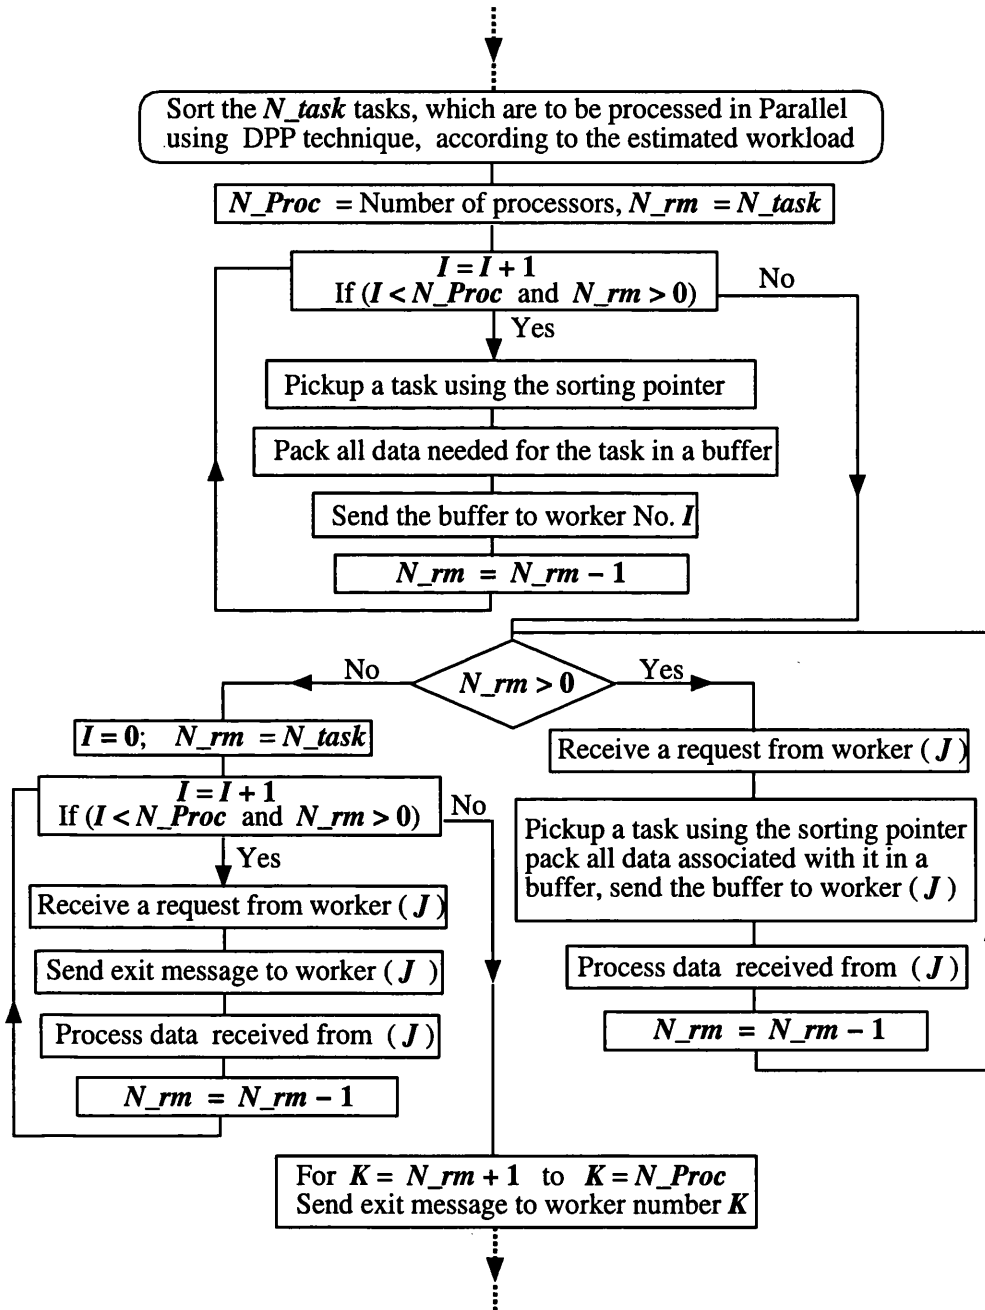 Sort the N_task tasks, which are to be processed in Parallel
using DPP technique, according to the estimated workload
N_Proc = Number of processors, N_rm = N_task
I = I + 1
If (I < N_Proc and N_rm > 0)
No
Yes
Pickup a task using the sorting pointer
Pack all data needed for the task in a buffer
Send the buffer to worker No. I
N_rm = N_rm - 1
N_rm > 0
No
Yes
I = 0; N_rm = N_task
I = I + 1
If (I < N_Proc and N_rm > 0)
No
Yes
Receive a request from worker ( J )
Send exit message to worker ( J )
Process data received from ( J )
N_rm = N_rm - 1
Receive a request from worker ( J )
Pickup a task using the sorting pointer
pack all data associated with it in a
buffer, send the buffer to worker ( J )
Process data received from ( J )
N_rm = N_rm - 1
For K = N_rm + 1 to K = N_Proc
Send exit message to worker number K